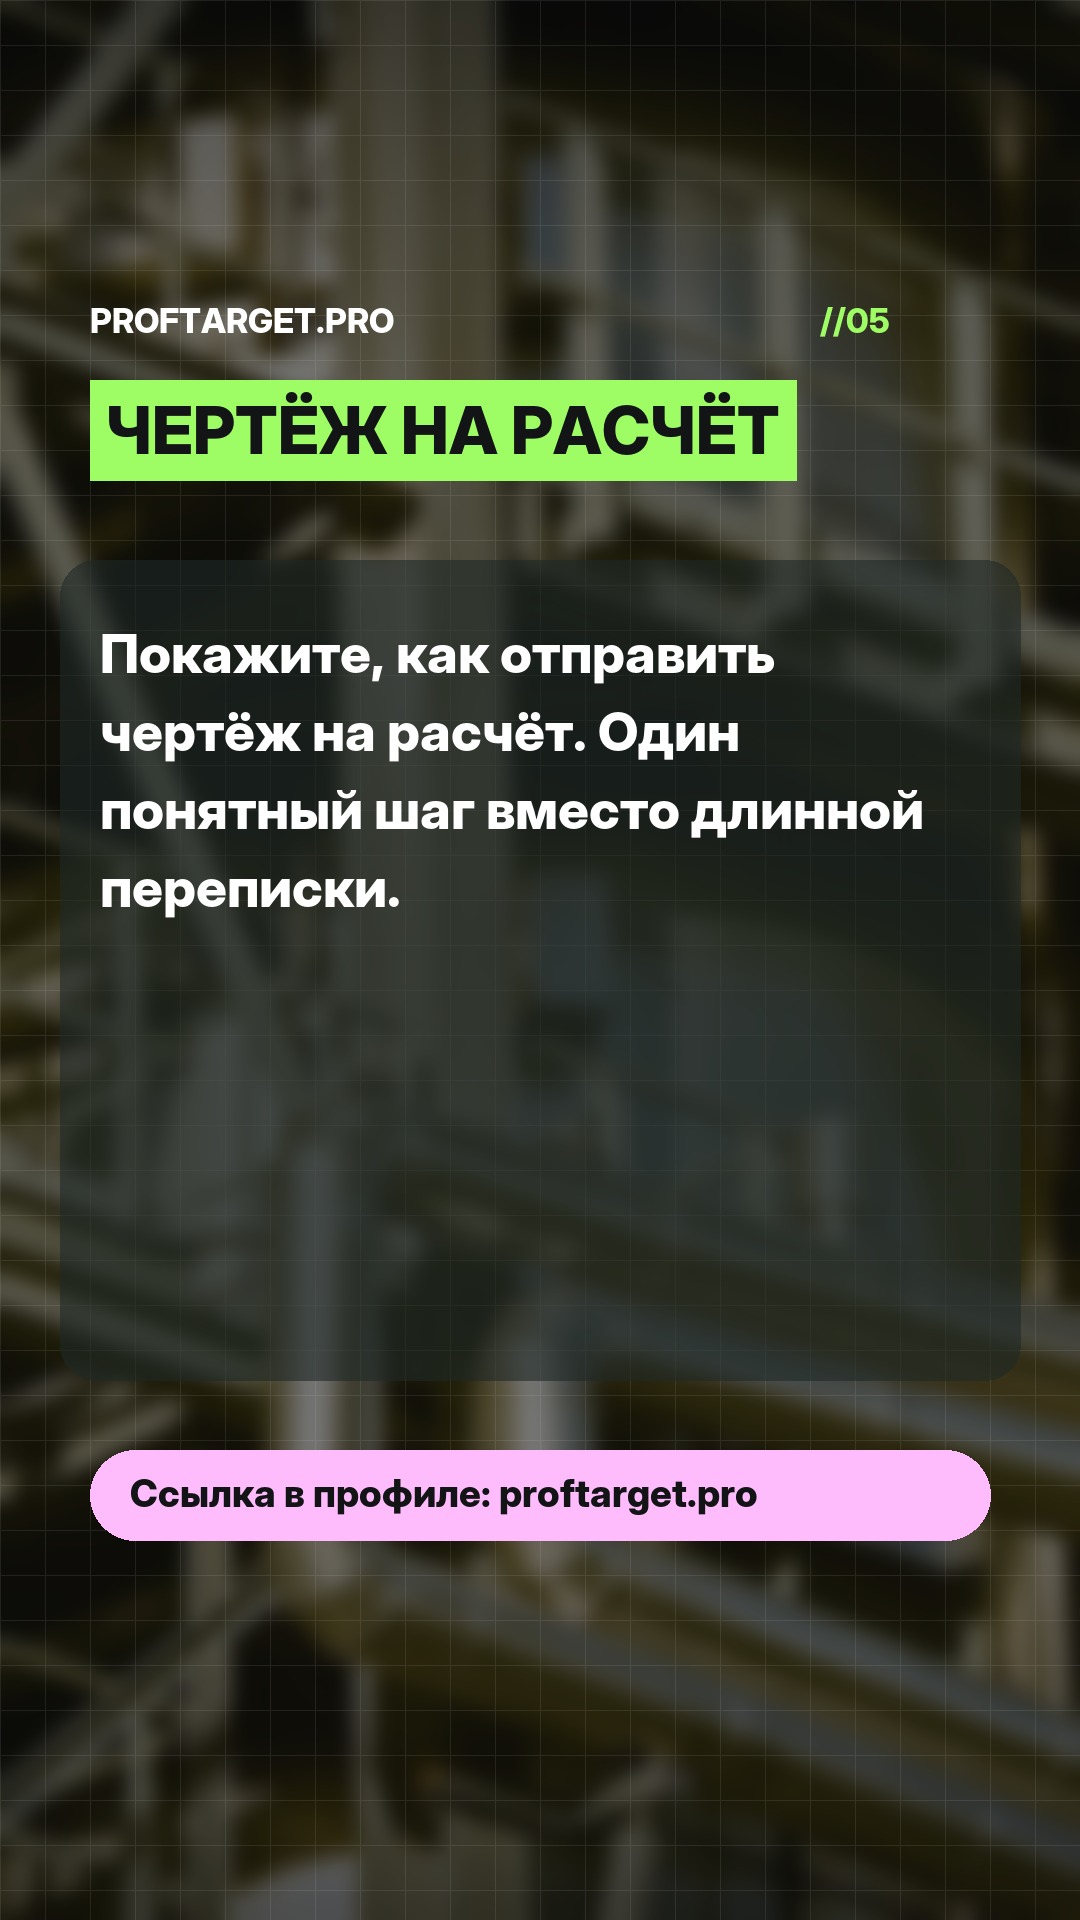 PROFTARGET.PRO //05
ЧЕРТЁЖ НА РАСЧЁТ
Покажите, как отправить
чертёж на расчёт. Один
понятный шаг вместо длинной
переписки.
Ссылка в профиле: proftarget.pro